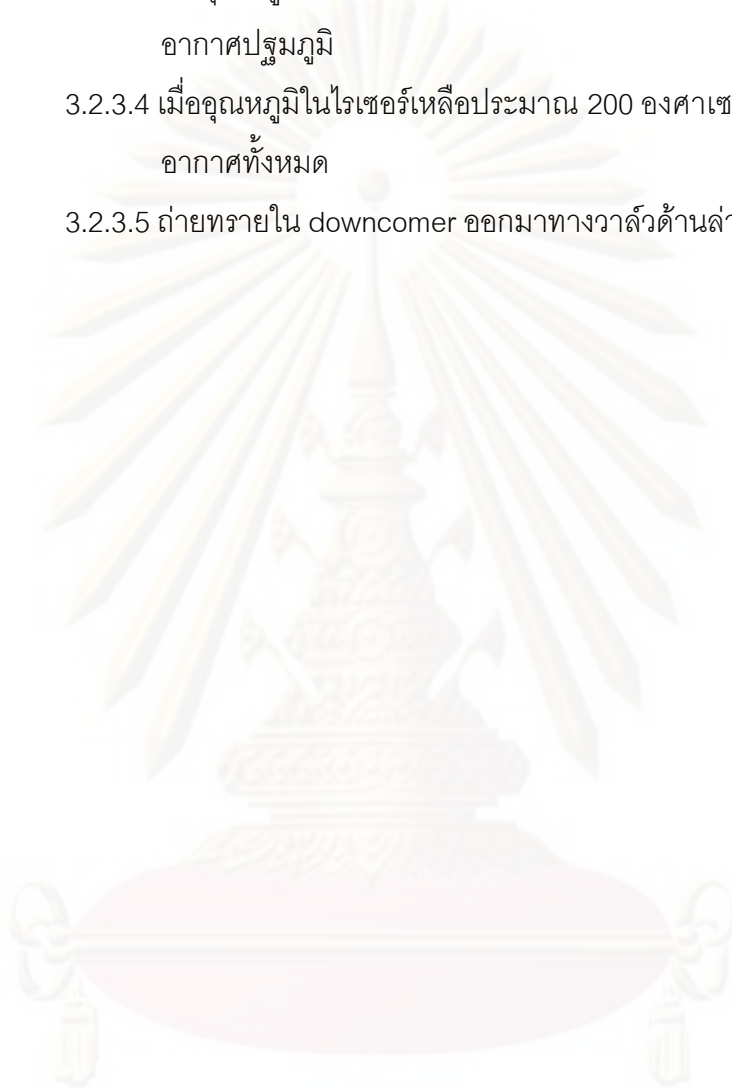 อากาศปฐมภูมิ
3.2.3.4 เมื่ออุณหภูมิในไรเซอร์เหลือประมาณ 200 องศาเซ
อากาศทั้งหมด
3.2.3.5 ถ่ายทรายใน downcomer ออกมาทางวาล์วด้านล่า